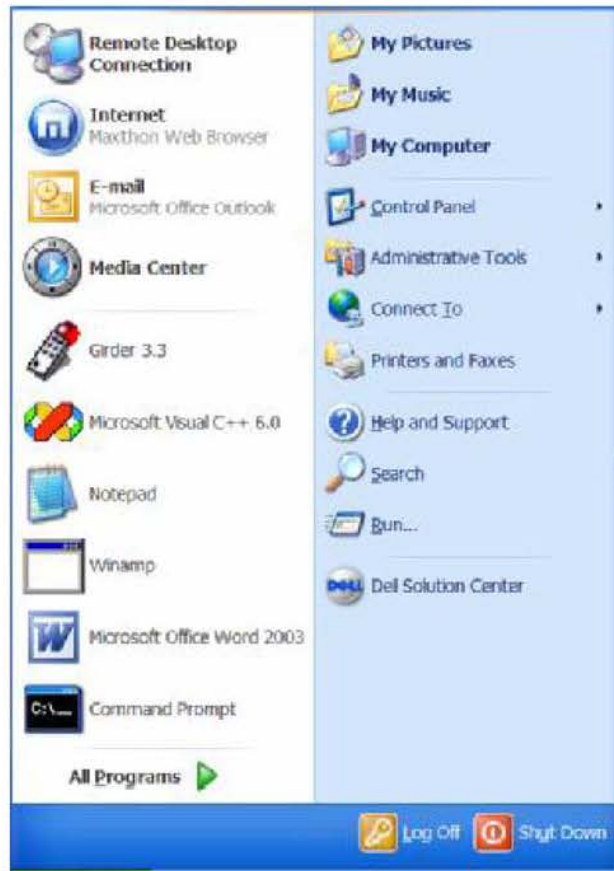 Remote Desktop
Connection
Internet
Maxthon Web Browser
E-mail
Microsoft Office Outlook
Media Center
Girder 3.3
Microsoft Visual C++ 6.0
Notepad
Winamp
Microsoft Office Word 2003
C:\_
Command Prompt
All Programs
My Pictures
My Music
My Computer
Control Panel
Administrative Tools
Connect To
Printers and Faxes
Help and Support
Search
Run...
DELL Dell Solution Center
Log Off
Shut Down